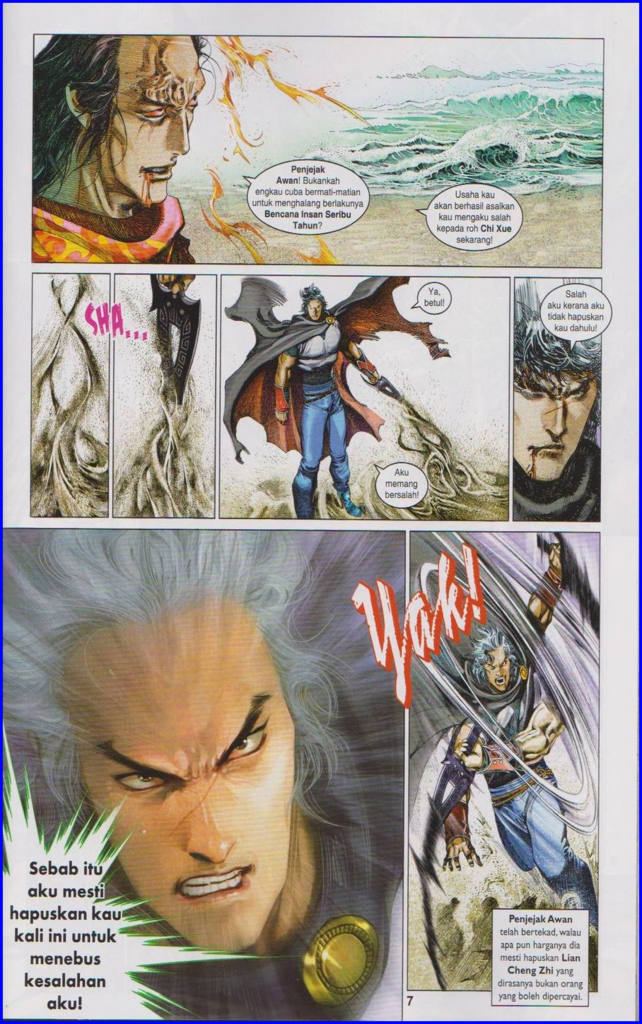 Penjejak
Awan! Bukankah
engkau cuba bermati-matian
untuk menghalang berlakunya
Bencana Insan Seribu
Tahun?
Usaha kau
akan berhasil asalkan
kau mengaku salah
kepada roh Chi Xue
sekarang!
SHA...
Ya,
betul!
Aku
memang
bersalah!
Salah
aku kerana aku
tidak hapuskan
kau dahulu!
Sebab itu
aku mesti
hapuskan kau
kali ini untuk
menebus
kesalahan
aku!
Yak!
Penjejak Awan
telah bertekad, walau
apa pun harganya dia
mesti hapuskan Lian
Cheng Zhi yang
dirasanya bukan orang
yang boleh dipercayai.
7